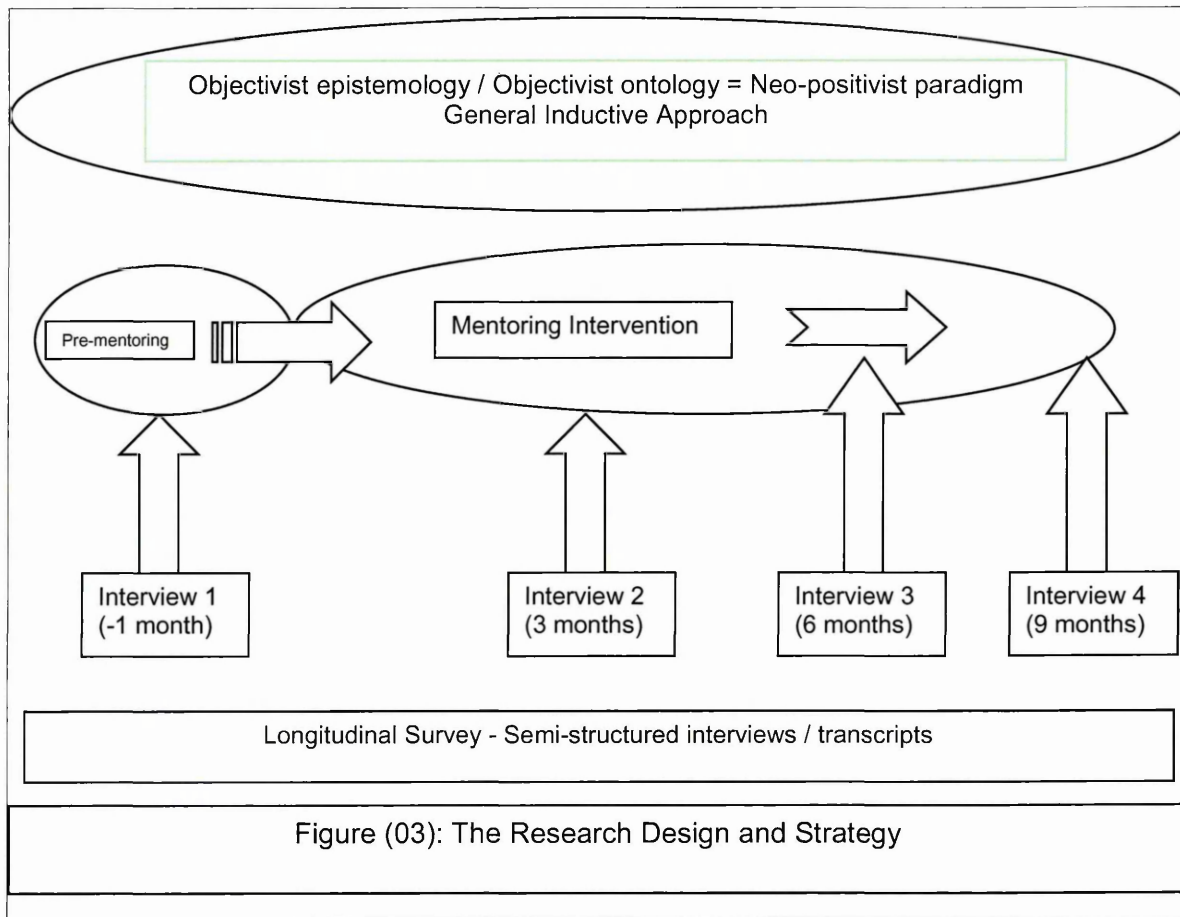 Objectivist epistemology / Objectivist ontology = Neo-positivist paradigm
General Inductive Approach
Pre-mentoring
Mentoring Intervention
Interview 1
(-1 month)
Interview 2
(3 months)
Interview 3
(6 months)
Interview 4
(9 months)
Longitudinal Survey - Semi-structured interviews / transcripts
Figure (03): The Research Design and Strategy